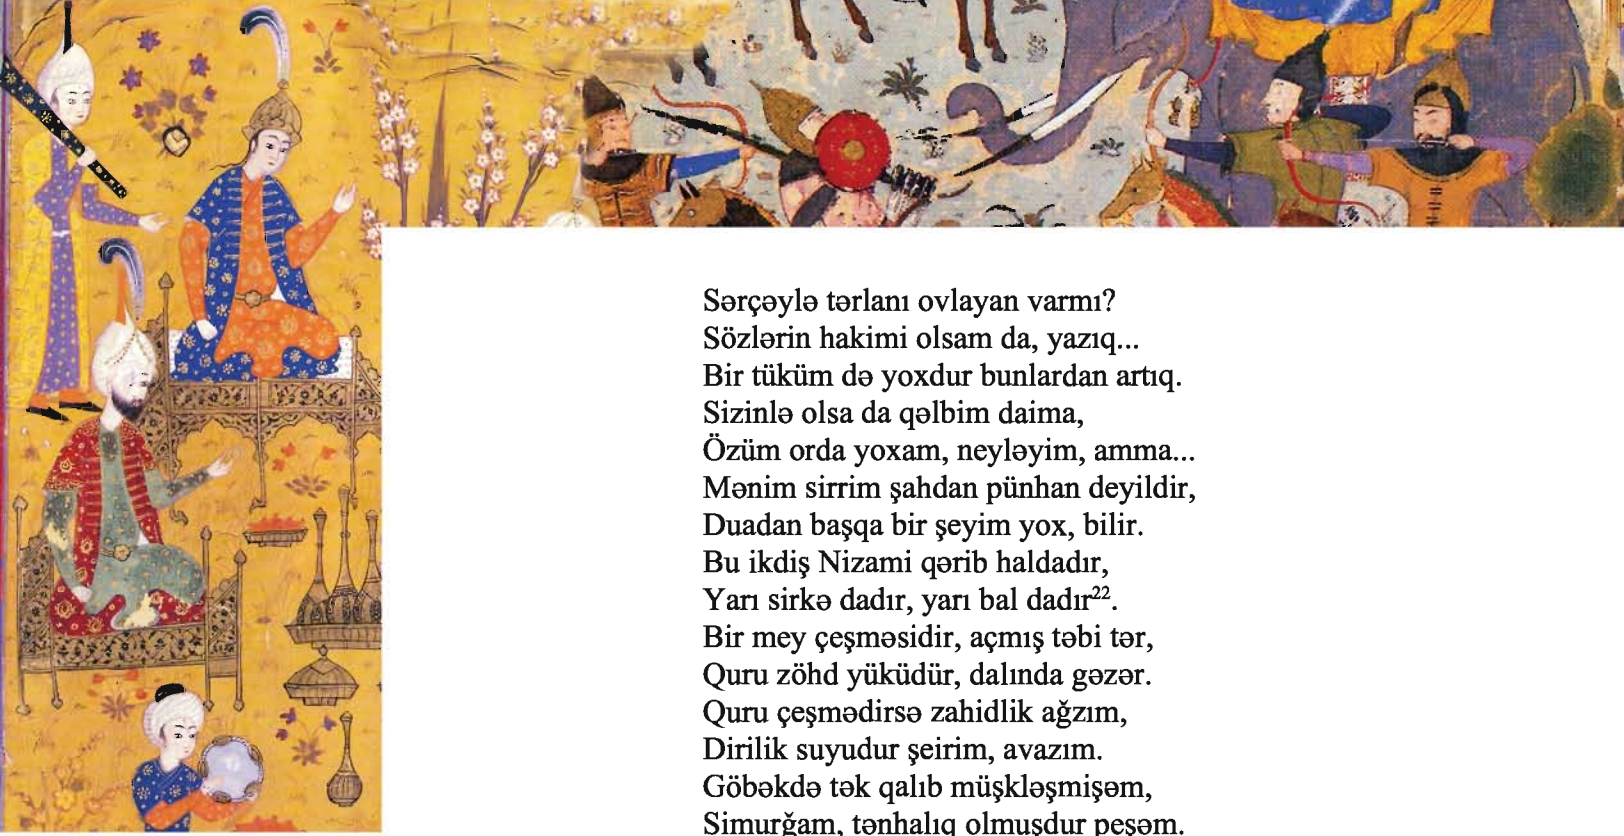 Sərçəylə tərlanı ovlayan varmı?
Sözlərin hakimi olsam da, yazıq...
Bir tüküm də yoxdur bunlardan artıq.
Sizinlə olsa da qəlbim daima,
Özüm orda yoxam, neyləyim, amma...
Mənim sirrim şahdan pünhan deyildir,
Duadan başqa bir şeyim yox, bilir.
Bu ikdiş Nizami qərib haldadır,
Yarı sirkə dadır, yarı bal dadır²².
Bir mey çeşməsidir, açmış təbi tər,
Quru zöhd yüküdür, dalında gəzər.
Quru çeşmədirsə zahidlik ağzım,
Dirilik suyudur şeirim, avazım.
Göbəkdə tək qalıb müşkləşmişəm,
Simurğam, tənhalıq olmuşdur peşəm.